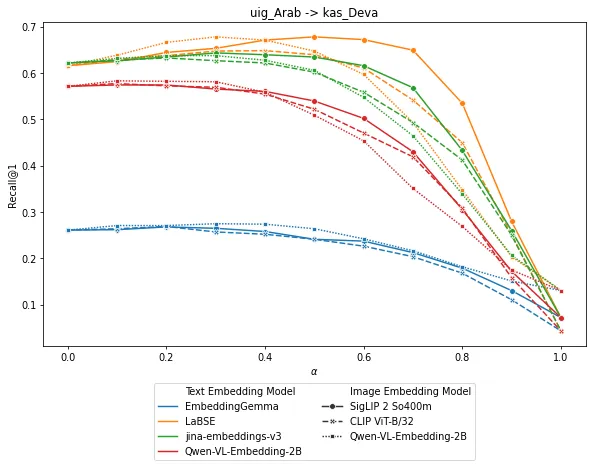 uig_Arab -> kas_Deva
Recall@1
0.7
0.6
0.5
0.4
0.3
0.2
0.1
0.0 0.2 0.4 0.6 0.8 1.0
α
Text Embedding Model
EmbeddingGemma
LaBSE
jina-embeddings-v3
Qwen-VL-Embedding-2B
Image Embedding Model
SigLIP 2 So400m
CLIP ViT-B/32
Qwen-VL-Embedding-2B